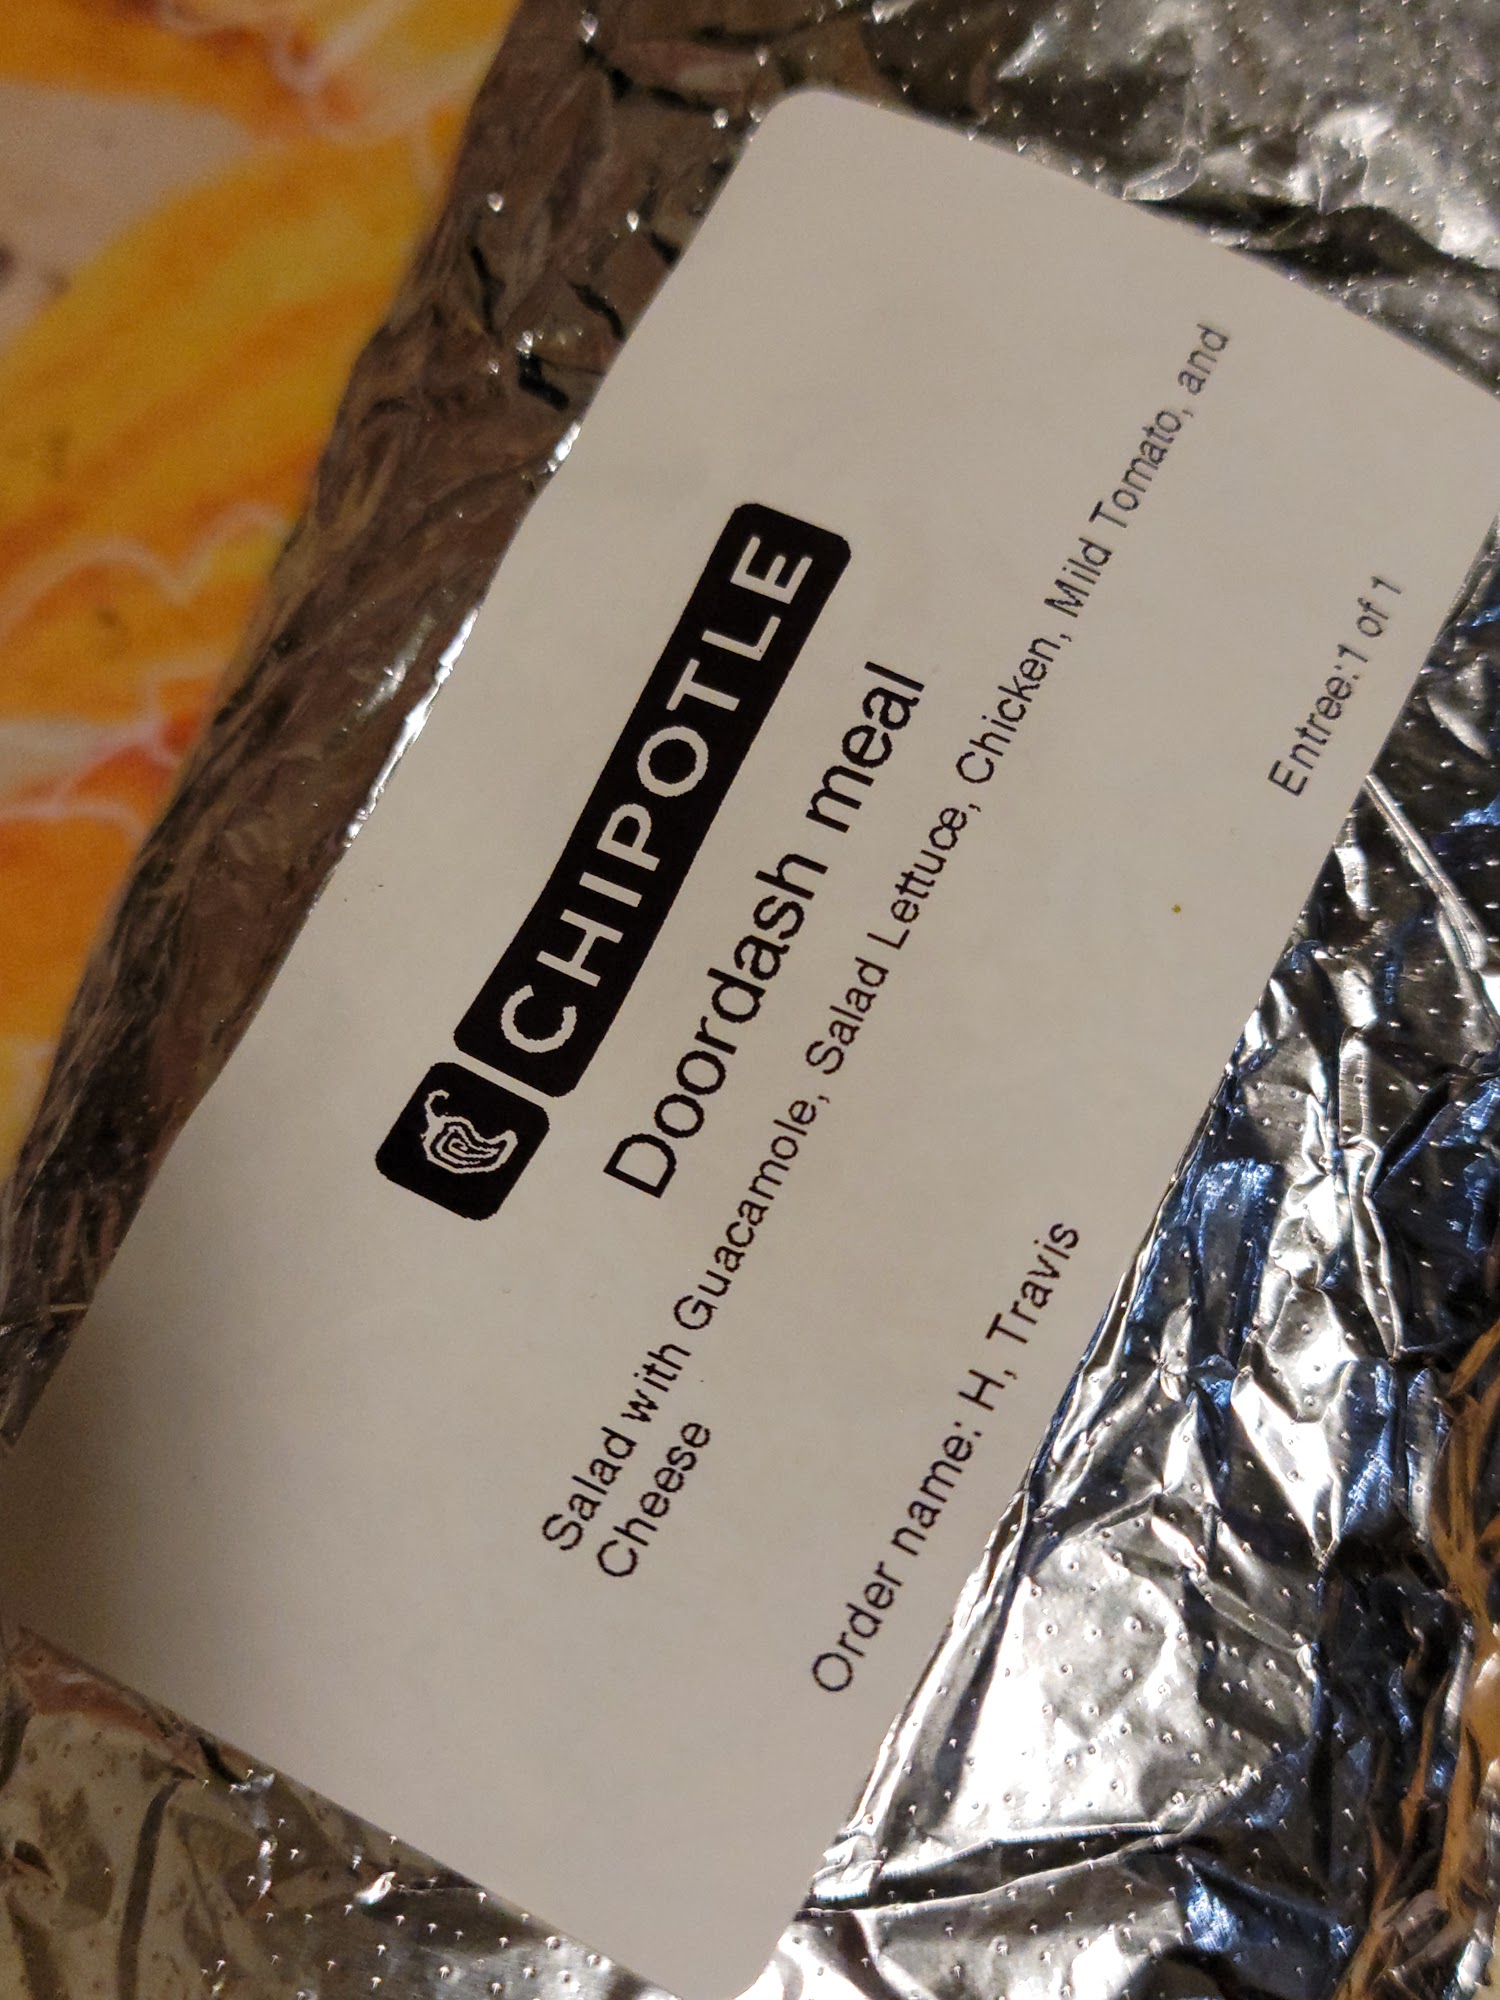 CHIPOTLE
Doordash meal
Salad with Guacamole, Salad Lettuce, Chicken, Mild Tomato, and
Cheese
Order name: H, Travis
Entree:1 of 1